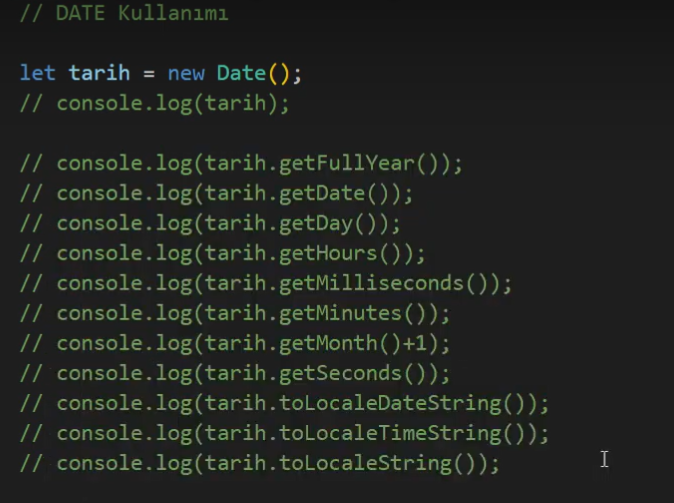 // DATE Kullanımı
let tarih = new Date();
// console.log(tarih);
// console.log(tarih.getFullYear());
// console.log(tarih.getDate());
// console.log(tarih.getDay());
// console.log(tarih.getHours());
// console.log(tarih.getMilliseconds());
// console.log(tarih.getMinutes());
// console.log(tarih.getMonth()+1);
// console.log(tarih.getSeconds());
// console.log(tarih.toLocaleDateString());
// console.log(tarih.toLocaleTimeString());
// console.log(tarih.toLocaleString());